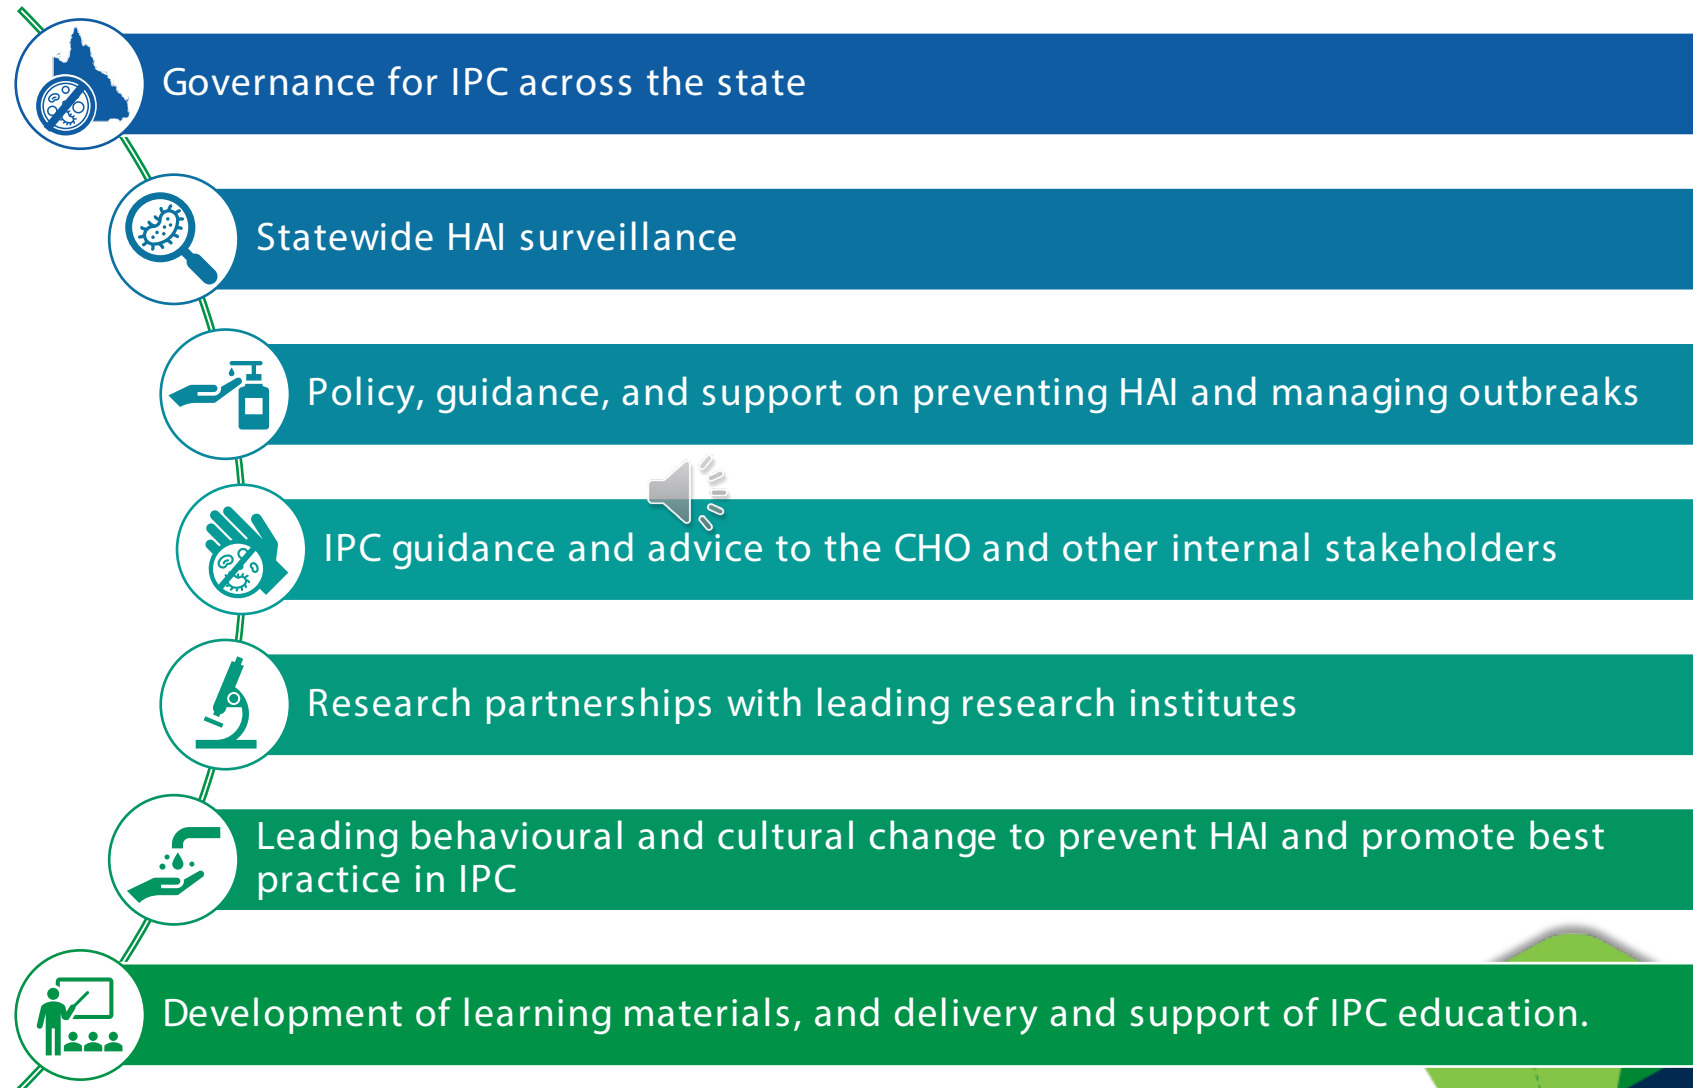 Governance for IPC across the state
Statewide HAI surveillance
Policy, guidance, and support on preventing HAI and managing outbreaks
IPC guidance and advice to the CHO and other internal stakeholders
Research partnerships with leading research institutes
Leading behavioural and cultural change to prevent HAI and promote best
practice in IPC
Development of learning materials, and delivery and support of IPC education.